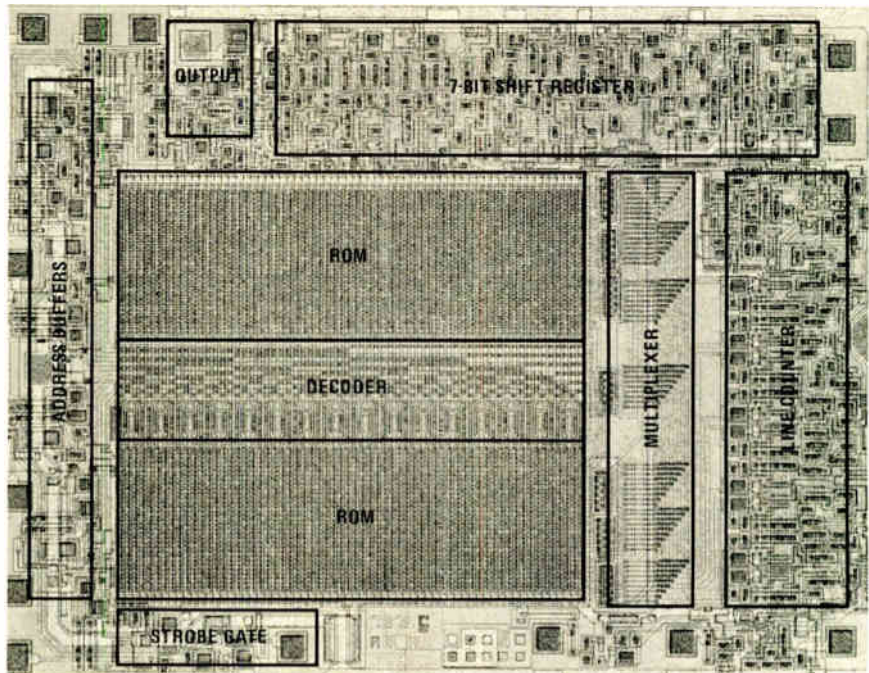 OUTPUT
7-BIT SHIFT REGISTER
ADDRESS BUFFERS
ROM
DECODER
ROM
MULTIPLEXER
LINE COUNTER
STROBE GATE